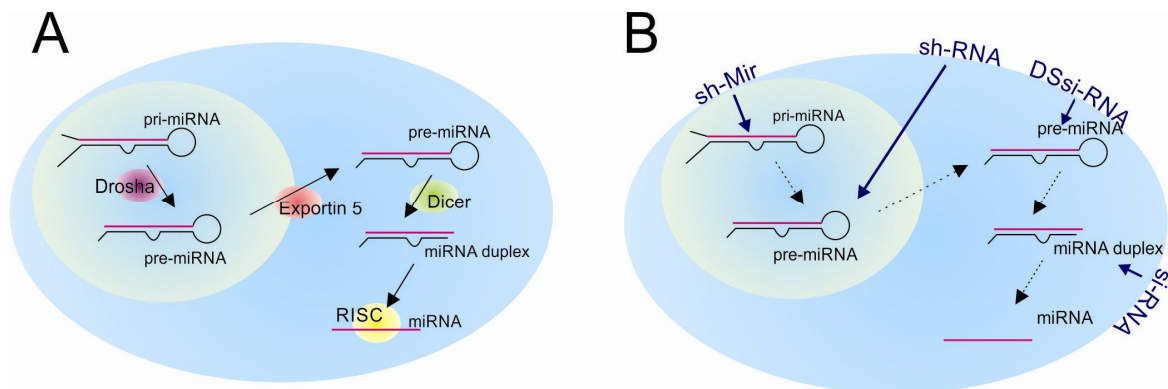 A
pri-miRNA
Drosha
pre-miRNA
Exportin 5
pre-miRNA
Dicer
miRNA duplex
RISC
miRNA
B
sh-Mir
sh-RNA
DSsi-RNA
pri-miRNA
pre-miRNA
pre-miRNA
miRNA duplex
si-RNA
miRNA